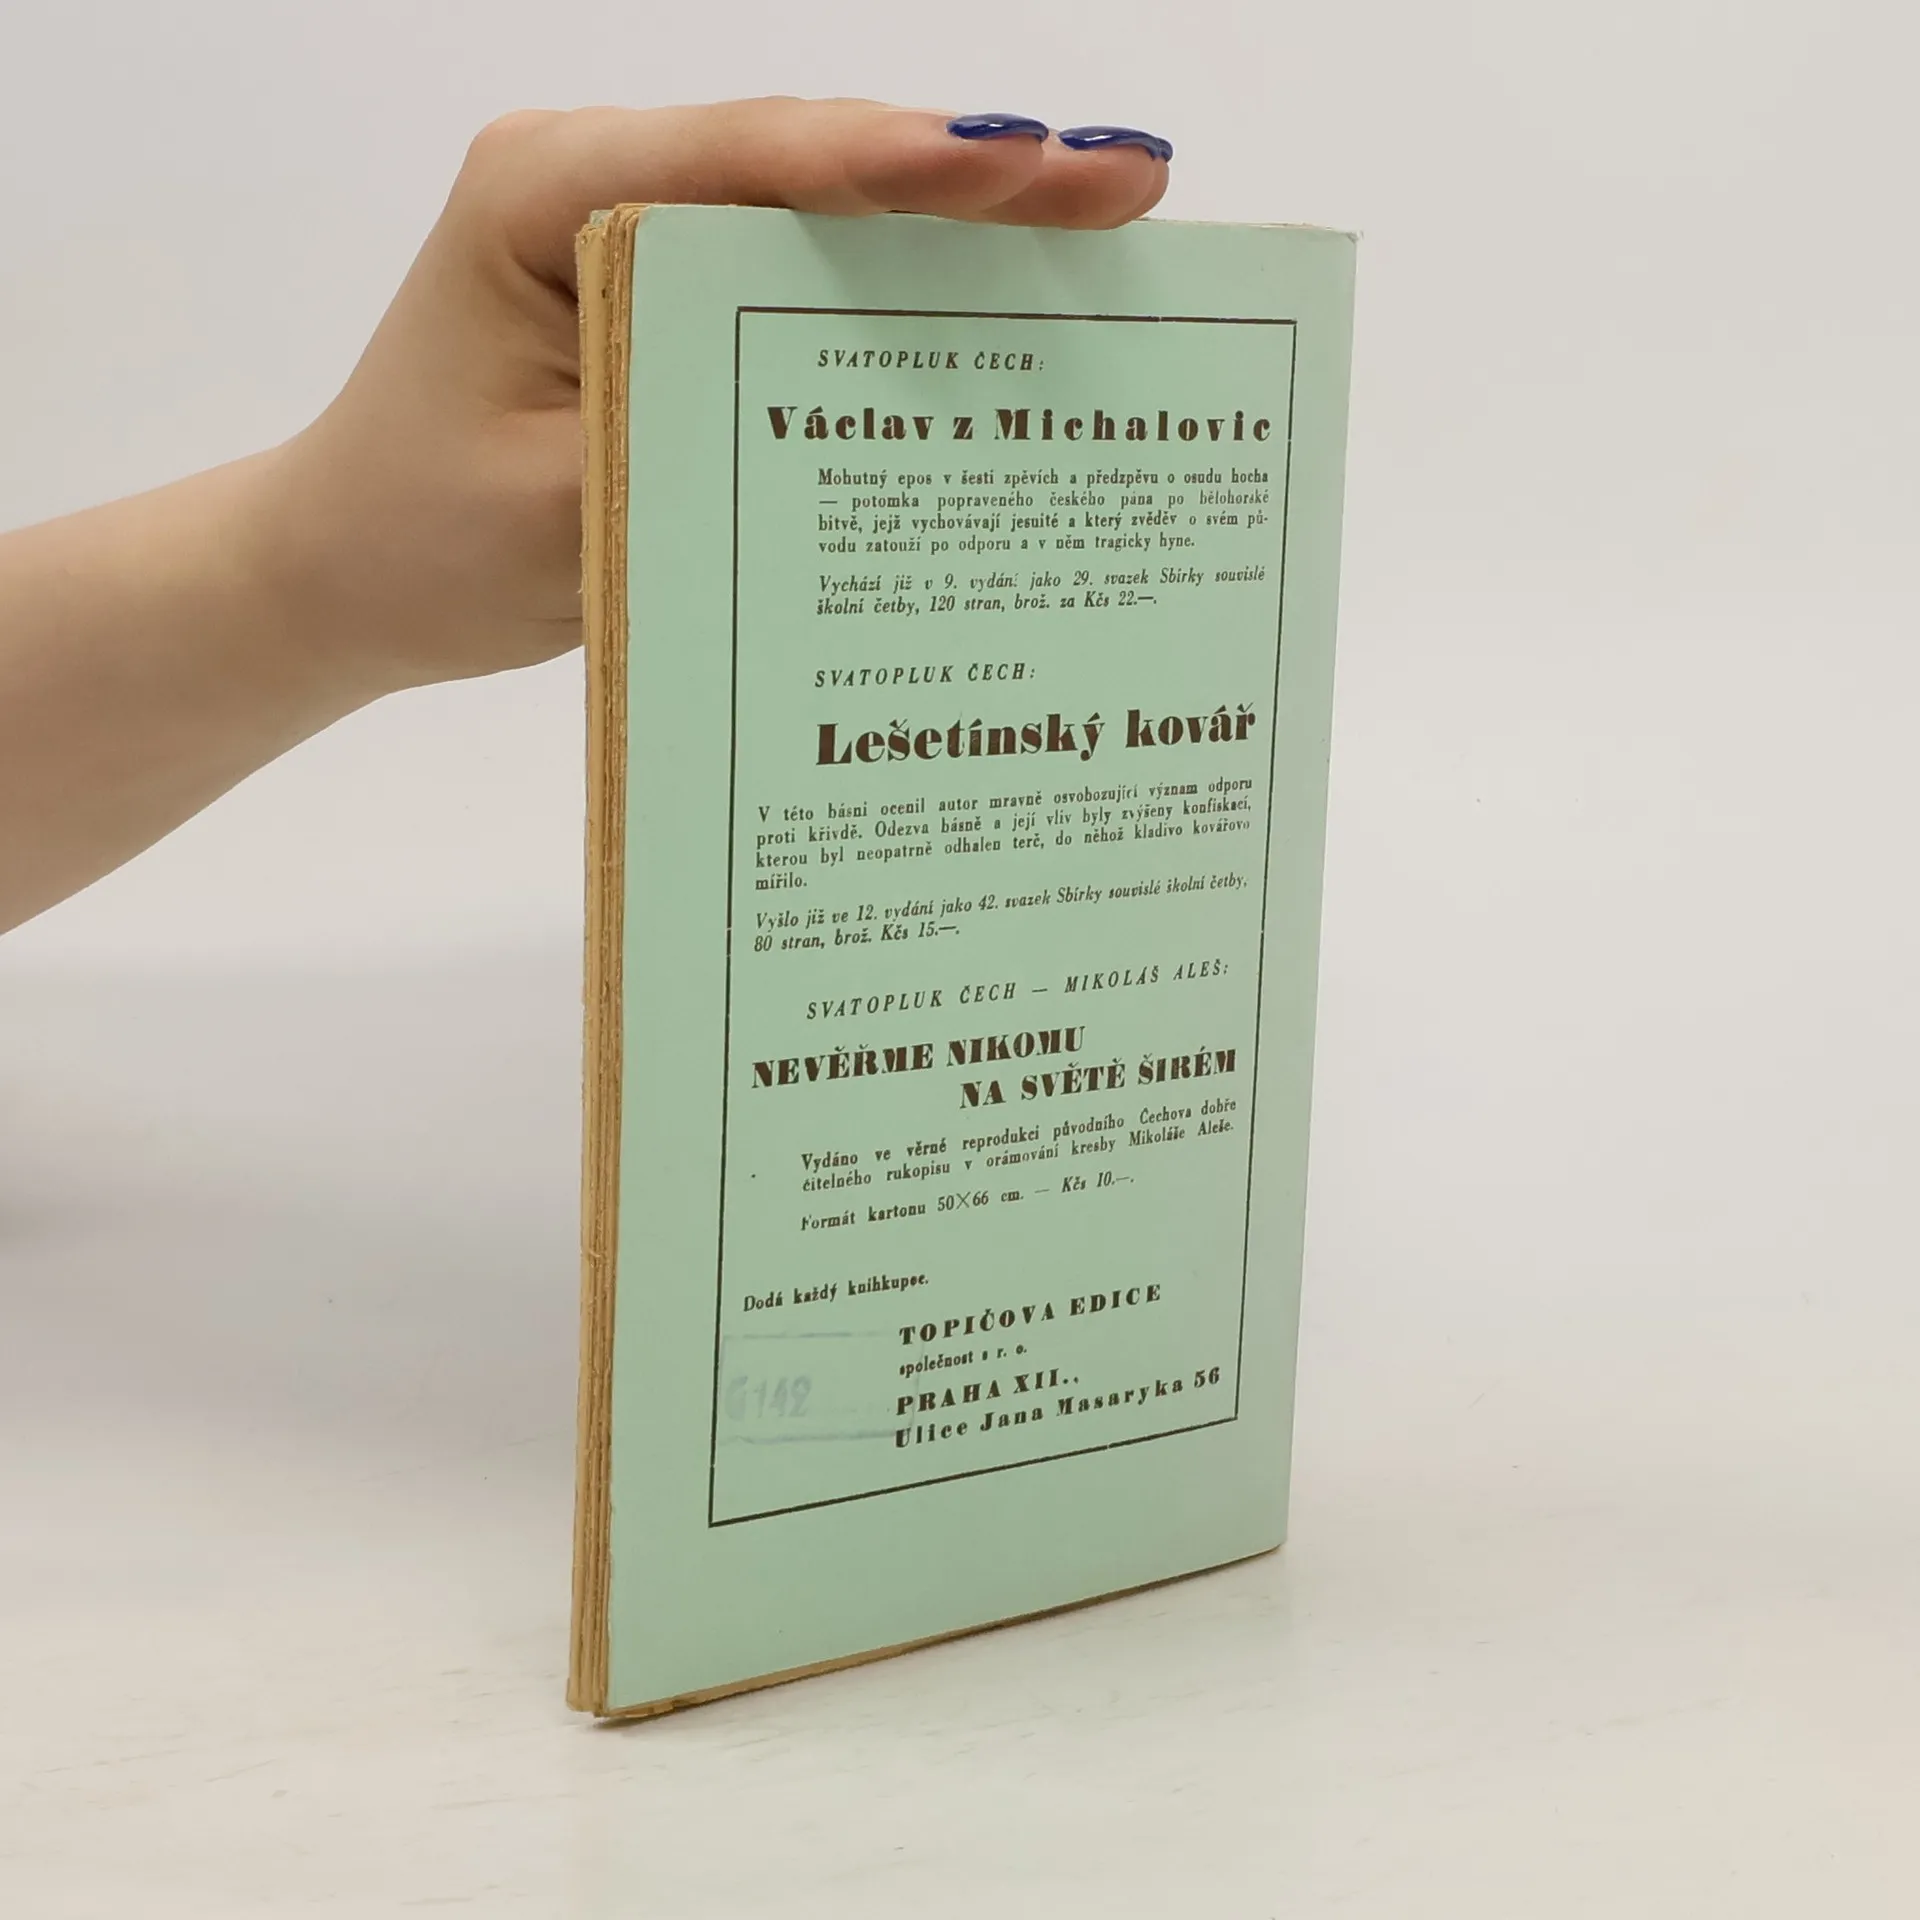 SVATOPLUK ČECH:
Václav z Michalovic
Mohutný epos v šesti zpěvích a předzpěvu o osudu hocha
— potomka popraveného českého pána po bělohorské
bitvě, jejž vychovávají jesuité a který zvěděv o svém pů-
vodu zatouží po odporu a v něm tragicky hyne.
Vychází již v 9. vydání jako 29. svazek Sbírky souvislé
školní četby, 120 stran, brož. za Kčs 22.—.
SVATOPLUK ČECH:
Lešetínský kovář
V této básni ocenil autor mravně osvobozující význam odporu
proti křivdě. Odezva básně a její vliv byly zvýšeny konfiskací,
kterou byl neopatrně odhalen terč, do něhož kladivo kovářovo
mířilo.
Vyšlo již ve 12. vydání jako 42. svazek Sbírky souvislé školní četby,
80 stran, brož. Kčs 15.—.
SVATOPLUK ČECH — MIKOLÁŠ ALEŠ:
NEVĚŘME NIKOMU
NA SVĚTĚ ŠIRÉM
Vydáno ve věrné reprodukci původního Čechova dobře
čitelného rukopisu v orámování kresby Mikoláše Aleše.
Formát kartonu 50×66 cm. — Kčs 10.—.
Dodá každý knihkupec.
TOPIČOVA EDICE
společnost s r. o.
PRAHA XII.,
Ulice Jana Masaryka 56
G142